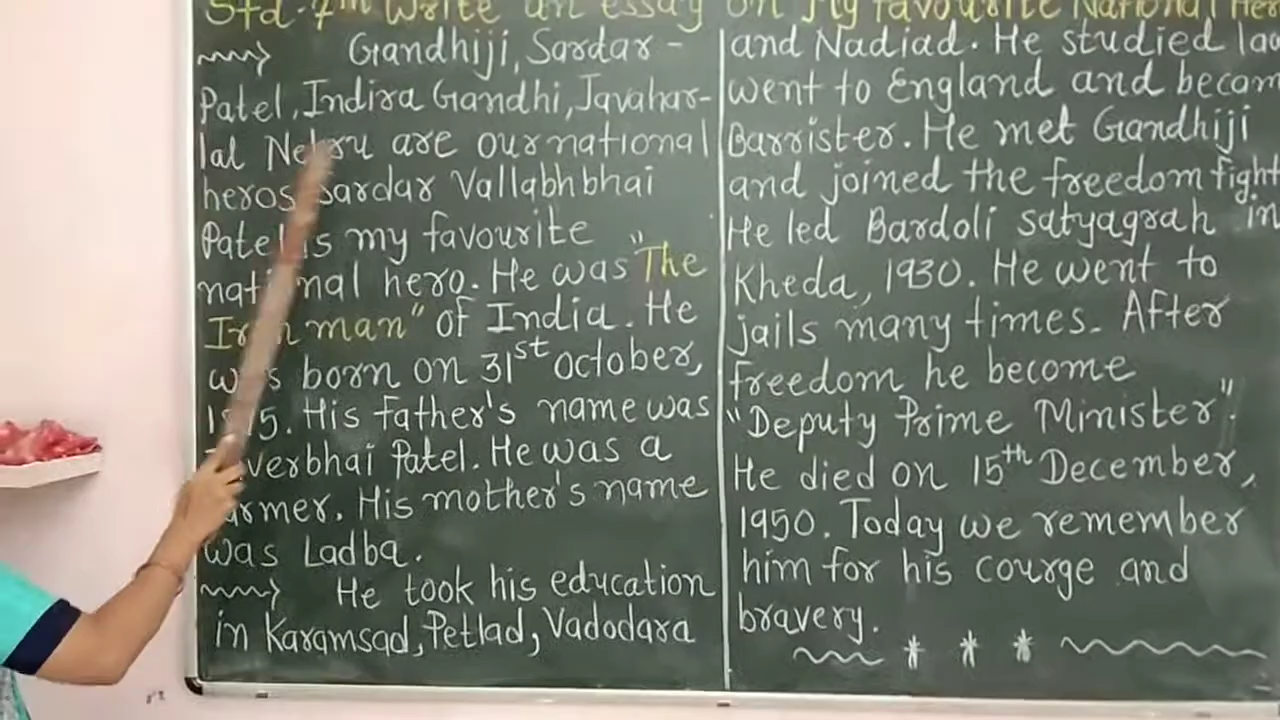 Std-7th Write an essay on My favourite National Her
Gandhiji, Sardar -
Patel, Indira Gandhi, Javahar-
lal Nehru are our national
heros. Sardar Vallabhbhai
Patel is my favourite
national hero. He was "The
Iron man" of India. He
was born on 31st october,
1875. His father's name was
verbhai Patel. He was a
armer. His mother's name
was Ladba.
He took his education
in Karamsad, Petlad, Vadodara
and Nadiad. He studied law
went to England and becam
Barrister. He met Gandhiji
and joined the freedom fight
He led Bardoli satyagrah in
Kheda, 1930. He went to
jails many times. After
freedom he become
"Deputy Prime Minister".
He died on 15th December,
1950. Today we remember
him for his courge and
bravery.